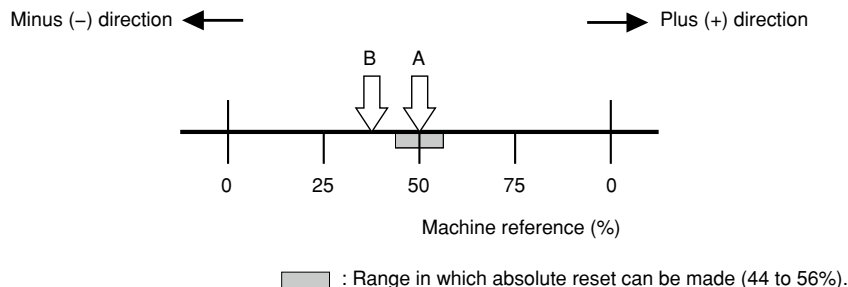 Minus (−) direction
Plus (+) direction
B A
0 25 50 75 0
Machine reference (%)
: Range in which absolute reset can be made (44 to 56%).